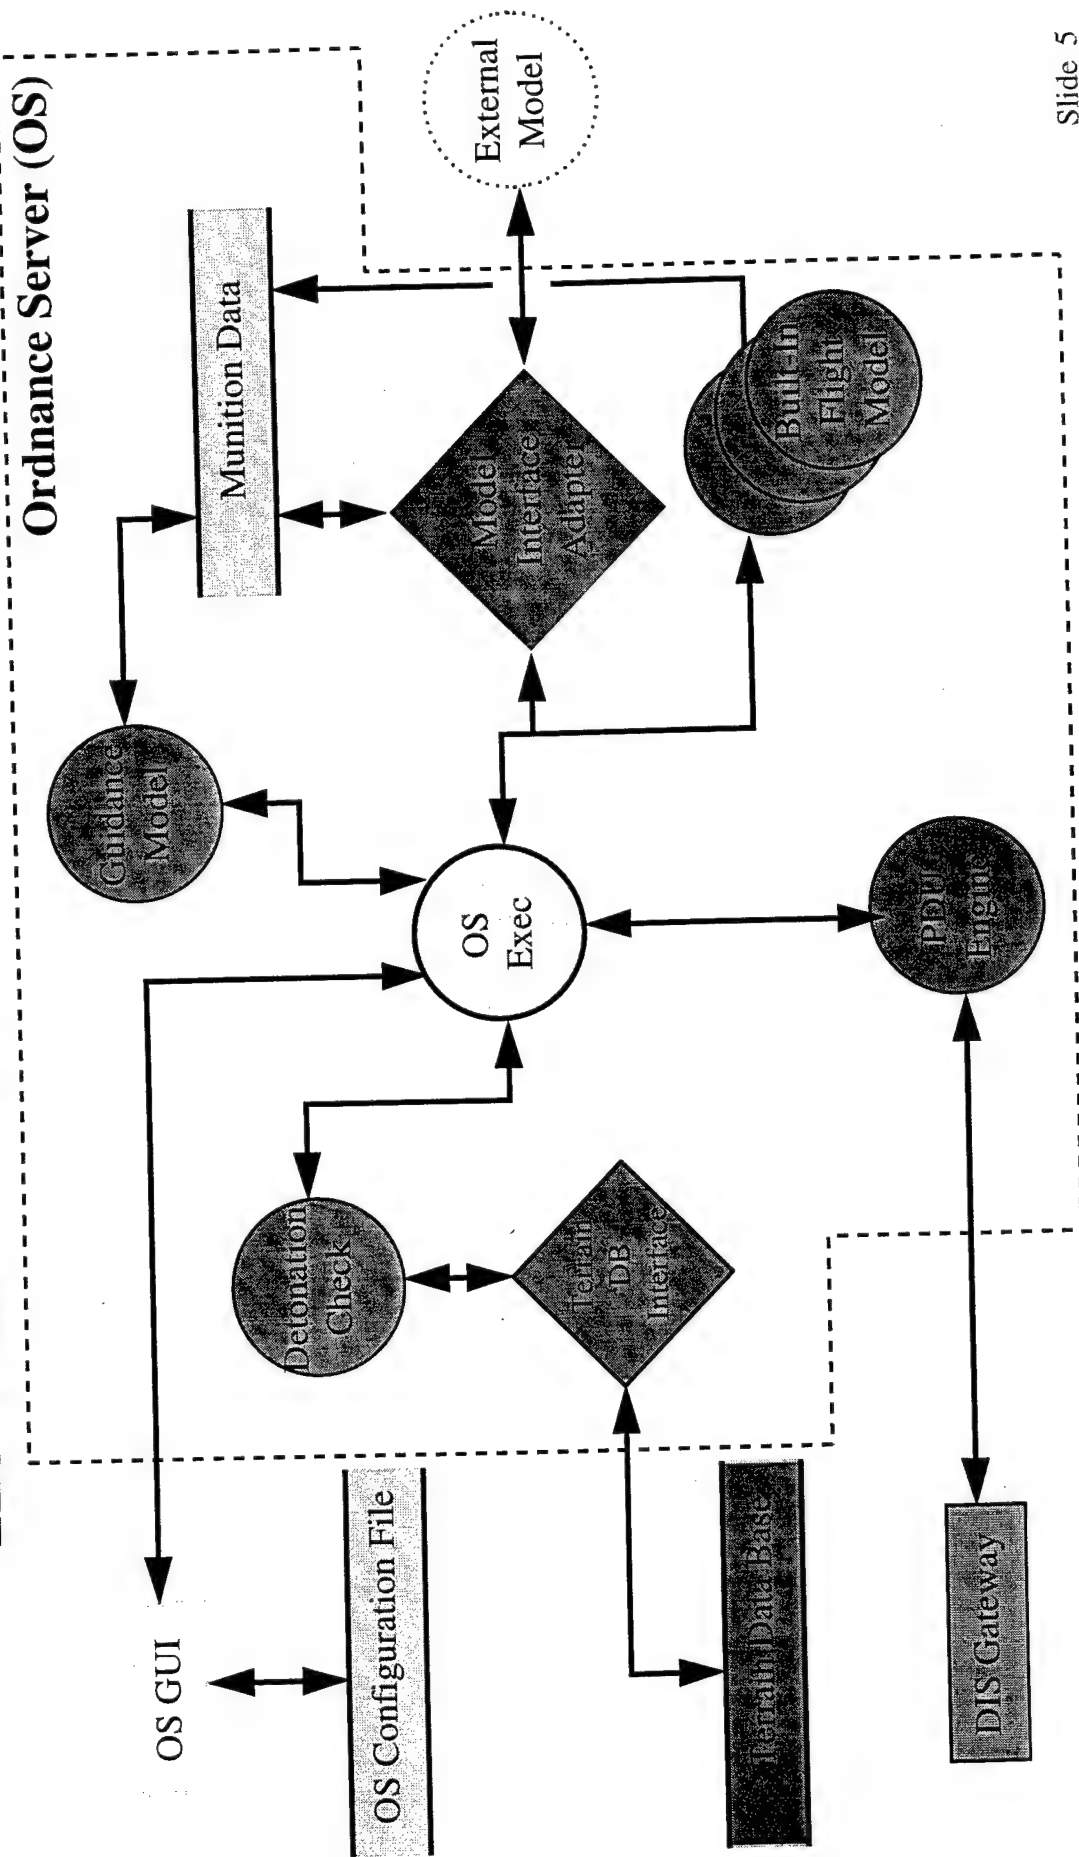 Ordnance Server (OS)
OS GUI
OS Configuration File
Terrain Data Base
DIS Gateway
Detonation
Check
Terrain
DB
Interface
OS
Exec
PDU
Engine
Guidance
Model
Munition Data
Model
Interface
Adapter
Built-In
Flight
Model
External
Model
Slide 5